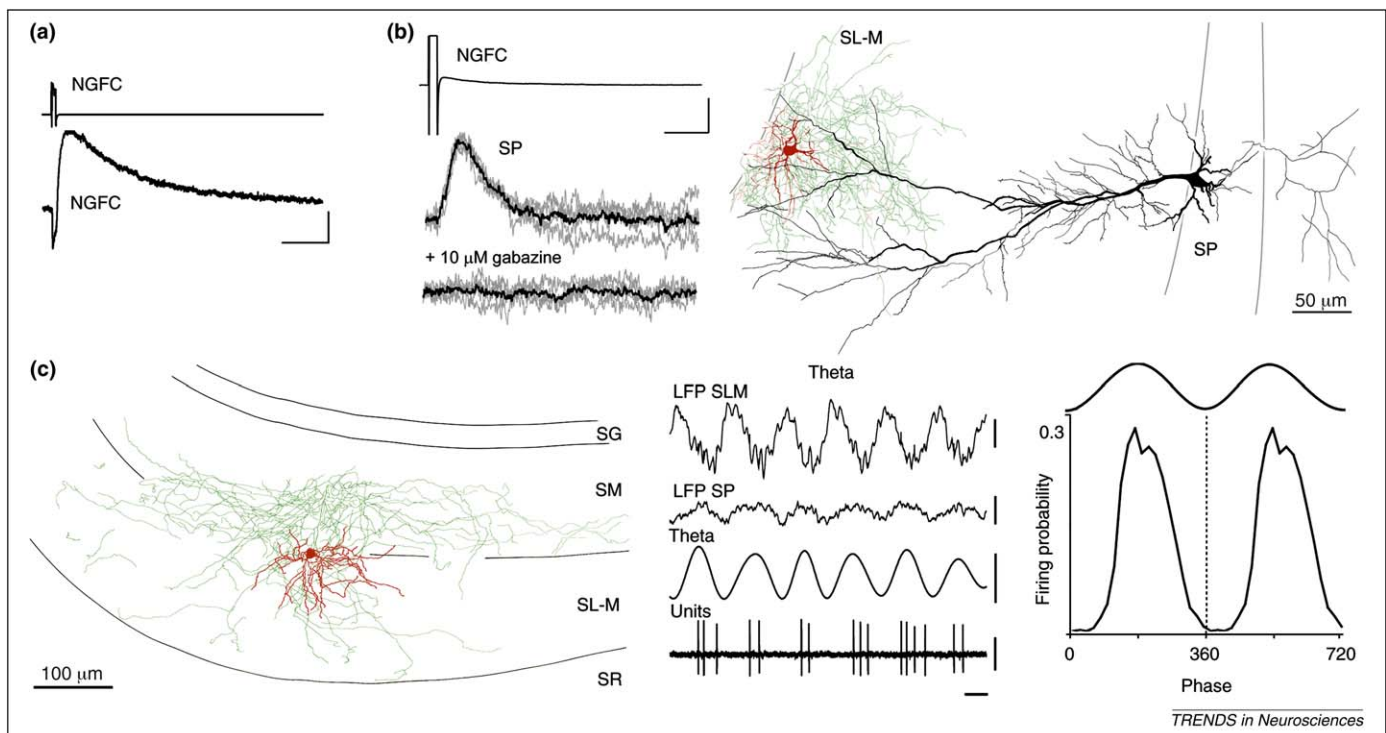 (a)
NGFC
NGFC
(b)
NGFC
SP
+ 10 μM gabazine
SL-M
SP
50 μm
(c)
SG
SM
SL-M
SR
100 μm
Theta
LFP SLM
LFP SP
Theta
Units
0.3
Firing probability
0 360 720
Phase
TRENDS in Neurosciences